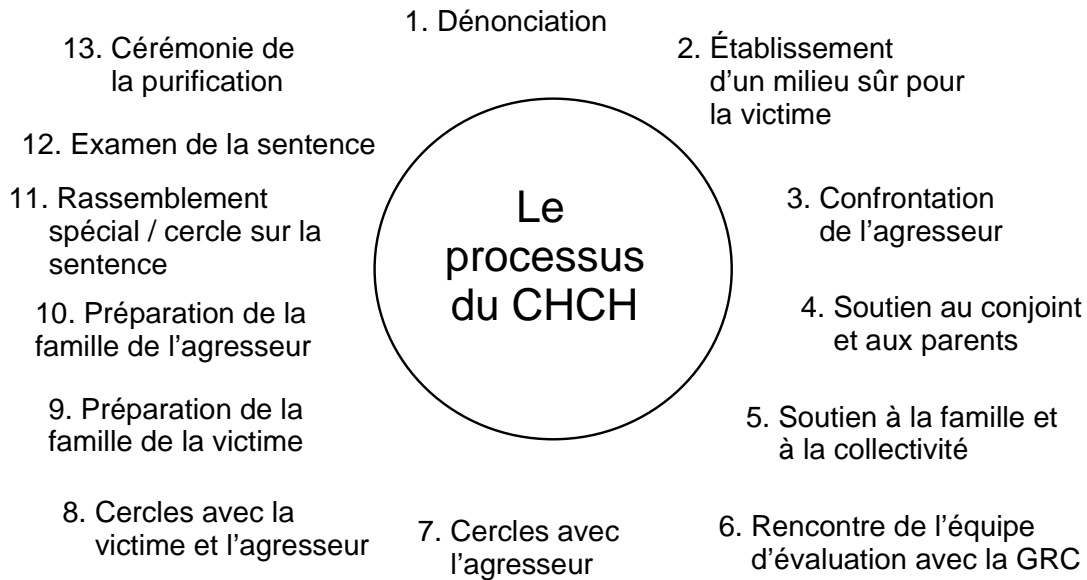 1. Dénonciation
2. Établissement
d’un milieu sûr pour
la victime
3. Confrontation
de l’agresseur
4. Soutien au conjoint
et aux parents
5. Soutien à la famille et
à la collectivité
6. Rencontre de l’équipe
d’évaluation avec la GRC
7. Cercles avec
l’agresseur
8. Cercles avec la
victime et l’agresseur
9. Préparation de la
famille de la victime
10. Préparation de la
famille de l’agresseur
11. Rassemblement
spécial / cercle sur la
sentence
12. Examen de la sentence
13. Cérémonie de
la purification
Le
processus
du CHCH